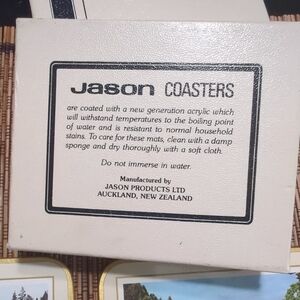 Jason COASTERS
are coated with a new generation acrylic which
will withstand temperatures to the boiling point
of water and is resistant to normal household
stains. To care for these mats, clean with a damp
sponge and dry thoroughly with a soft cloth.
Do not immerse in water.
Manufactured by
JASON PRODUCTS LTD
AUCKLAND, NEW ZEALAND